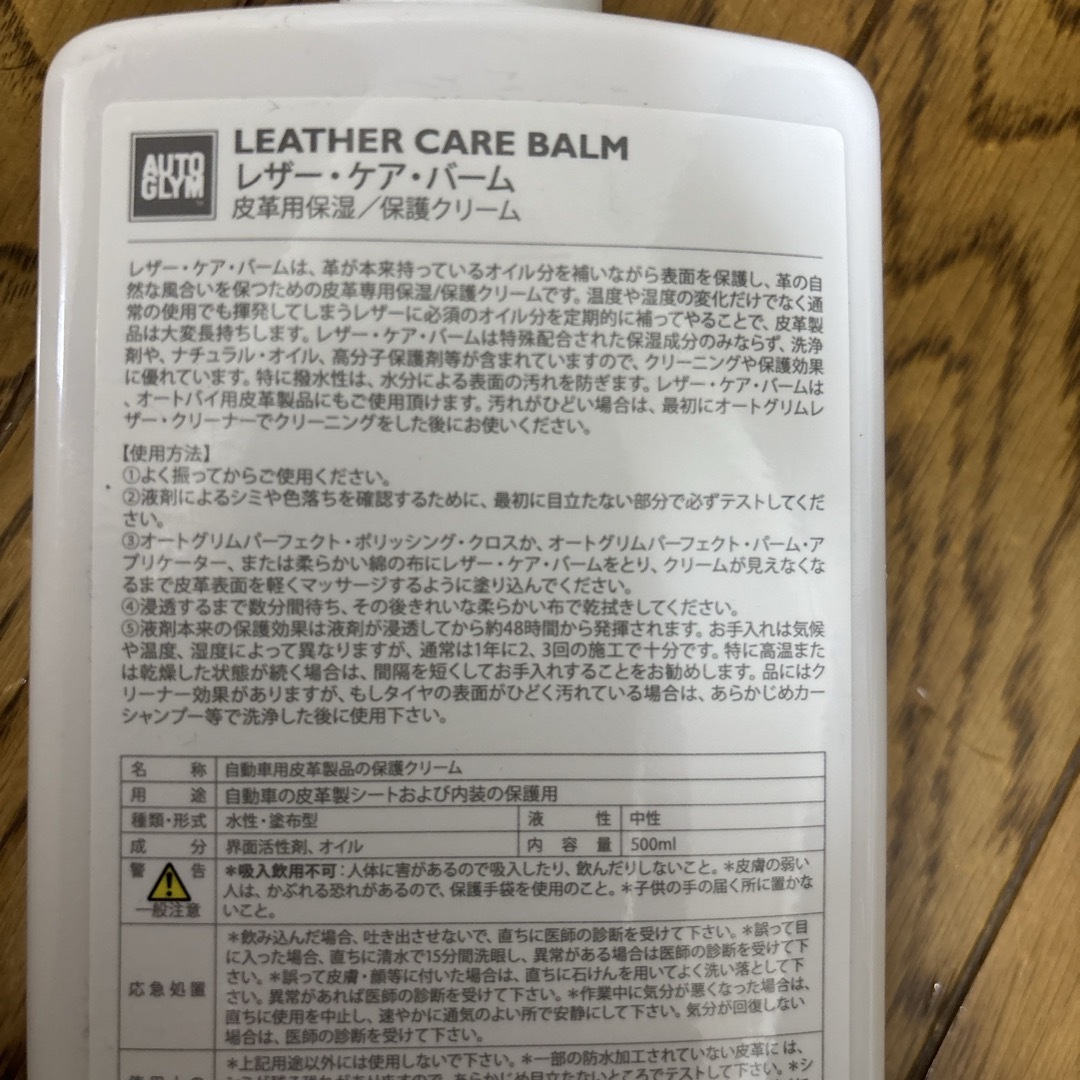 AUTO
GLYM
LEATHER CARE BALM
レザー・ケア・バーム
皮革用保湿／保護クリーム
レザー・ケア・バームは、革が本来持っているオイル分を補いながら表面を保護し、革の自
然な風合いを保つための皮革専用保湿/保護クリームです。温度や湿度の変化だけでなく通
常の使用でも揮発してしまうレザーに必須のオイル分を定期的に補ってやることで、皮革製
品は大変長持ちします。レザー・ケア・バームは特殊配合された保湿成分のみならず、洗浄
剤や、ナチュラル・オイル、高分子保護剤等が含まれていますので、クリーニングや保護効果
に優れています。特に撥水性は、水分による表面の汚れを防ぎます。レザー・ケア・バームは
、オートバイ用皮革製品にもご使用頂けます。汚れがひどい場合は、最初にオートグリムレ
ザー・クリーナーでクリーニングをした後にお使いください。
【使用方法】
①よく振ってからご使用ください。
②液剤によるシミや色落ちを確認するために、最初に目立たない部分で必ずテストしてくだ
さい。
③オートグリムパーフェクト・ポリッシング・クロスか、オートグリムパーフェクト・パーム・ア
プリケーター、または柔らかい綿の布にレザー・ケア・バームをとり、クリームが見えなくな
るまで皮革表面を軽くマッサージするように塗り込んでください。
④浸透するまで数分間待ち、その後きれいな柔らかい布で乾拭きしてください。
⑤液剤本来の保護効果は液剤が浸透してから約48時間から発揮されます。お手入れは気候
や温度、湿度によって異なりますが、通常は1年に2、3回の施工で十分です。特に高温また
は乾燥した状態が続く場合は、間隔を短くしてお手入れすることをお勧めします。品にはク
リーナー効果がありますが、もしタイヤの表面がひどく汚れている場合は、あらかじめカー
シャンプー等で洗浄した後に使用下さい。
名 称 自動車用皮革製品の保護クリーム
用 途 自動車の皮革製シートおよび内装の保護用
種類・形式 水性・塗布型 液 性 中性
成 分 界面活性剤、オイル 内 容 量 500ml
警 告 ＊吸入飲用不可：人体に害があるので吸入したり、飲んだりしないこと。＊皮膚の弱い
人は、かぶれる恐れがあるので、保護手袋を使用のこと。＊子供の手の届く所に置かな
一般注意 いこと。
＊飲み込んだ場合、吐き出させないで、直ちに医師の診断を受けて下さい。＊誤って目
に入った場合、直ちに清水で15分間洗眼し、異常がある場合は医師の診断を受けて下
応急処置 さい。＊誤って皮膚・顔等に付いた場合は、直ちに石けんを用いてよく洗い落として下
さい。異常があれば医師の診断を受けて下さい。＊作業中に気分が悪くなった場合は、
直ちに使用を中止し、速やかに通気のよい所で安静にして下さい。気分が回復しない
場合は、医師の診断を受けて下さい。
＊上記用途以外には使用しないで下さい。＊一部の防水加工されていない皮革には、
使用上の シミが残る恐れがありますので、あらかじめ目立たないところでテストして下さい。＊シ